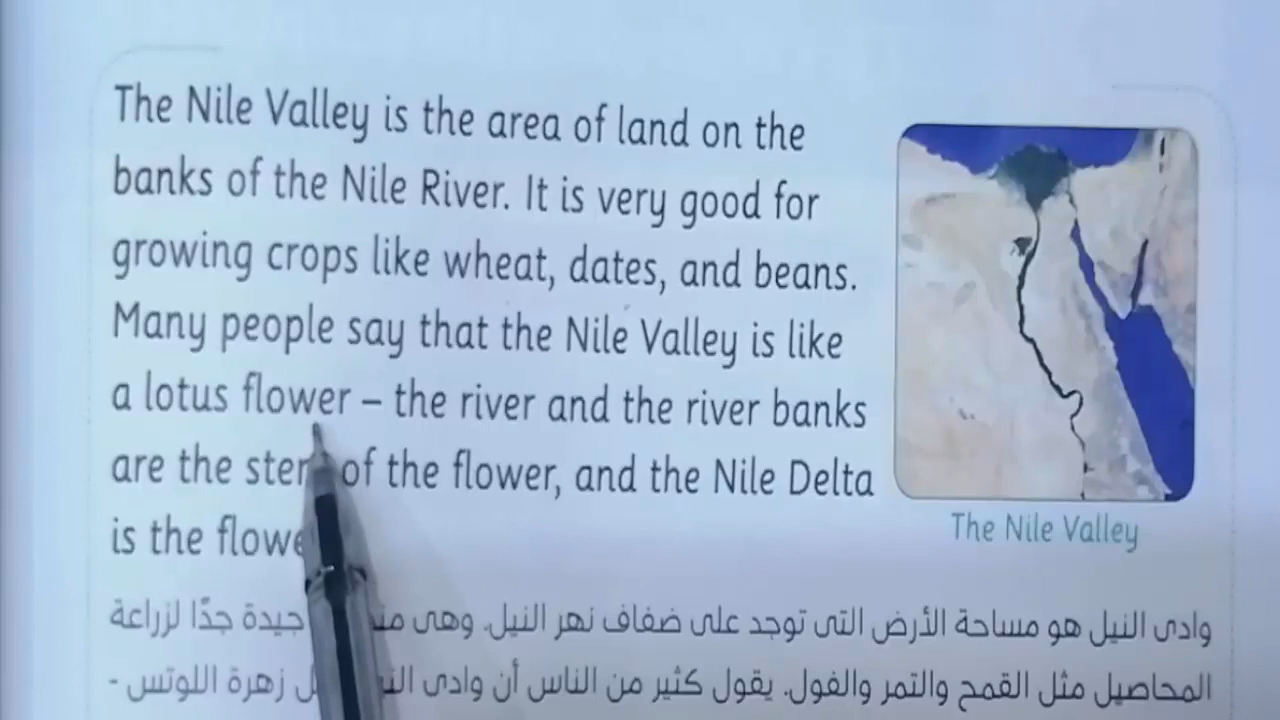 The Nile Valley is the area of land on the
banks of the Nile River. It is very good for
growing crops like wheat, dates, and beans.
Many people say that the Nile Valley is like
a lotus flower – the river and the river banks
are the of the flower, and the Nile Delta
is the
The Nile Valley
وادى النيل هو مساحة الأرض التى توجد على ضفاف نهر النيل. وهى جيدة جدًا لزراعة
المحاصيل مثل القمح والتمر والفول. يقول كثير من الناس أن وادى زهرة اللوتس -